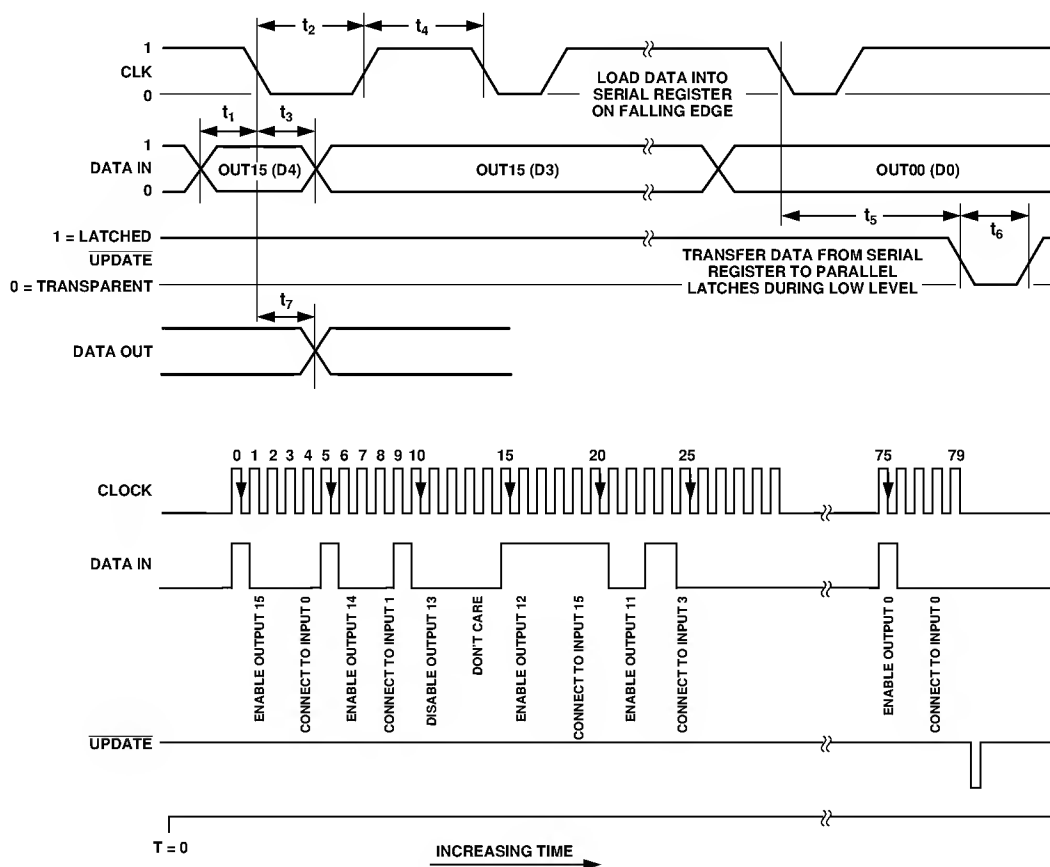 t2
t4
1
CLK
0
LOAD DATA INTO
SERIAL REGISTER
ON FALLING EDGE
t1
t3
1
DATA IN
0
OUT15 (D4)
OUT15 (D3)
OUT00 (D0)
t5
t6
1 = LATCHED
UPDATE
0 = TRANSPARENT
TRANSFER DATA FROM SERIAL
REGISTER TO PARALLEL
LATCHES DURING LOW LEVEL
t7
DATA OUT
0 1 2 3 4 5 6 7 8 9 10 15 20 25 75 79
CLOCK
DATA IN
ENABLE OUTPUT 15
CONNECT TO INPUT 0
ENABLE OUTPUT 14
CONNECT TO INPUT 1
DISABLE OUTPUT 13
DON'T CARE
ENABLE OUTPUT 12
CONNECT TO INPUT 15
ENABLE OUTPUT 11
CONNECT TO INPUT 3
ENABLE OUTPUT 0
CONNECT TO INPUT 0
UPDATE
T = 0
INCREASING TIME